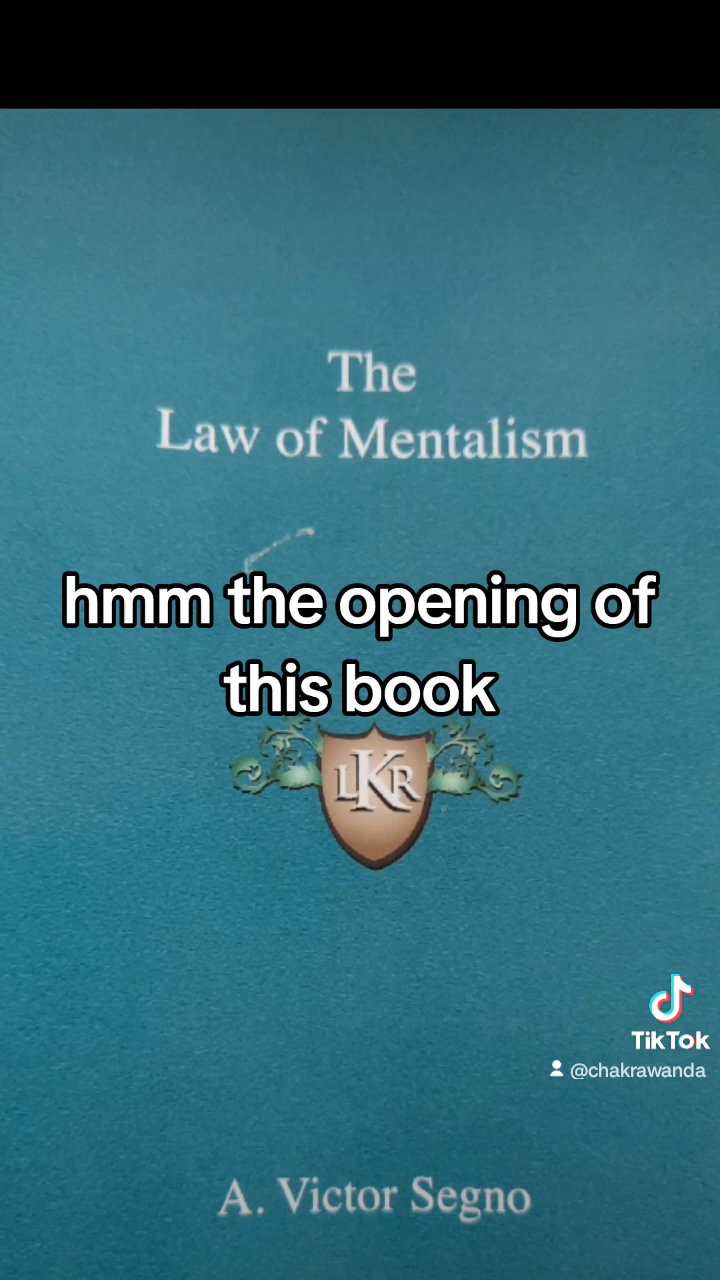 The
Law of Mentalism
hmm the opening of
this book
LKR
TikTok
@chakrawanda
A. Victor Segno